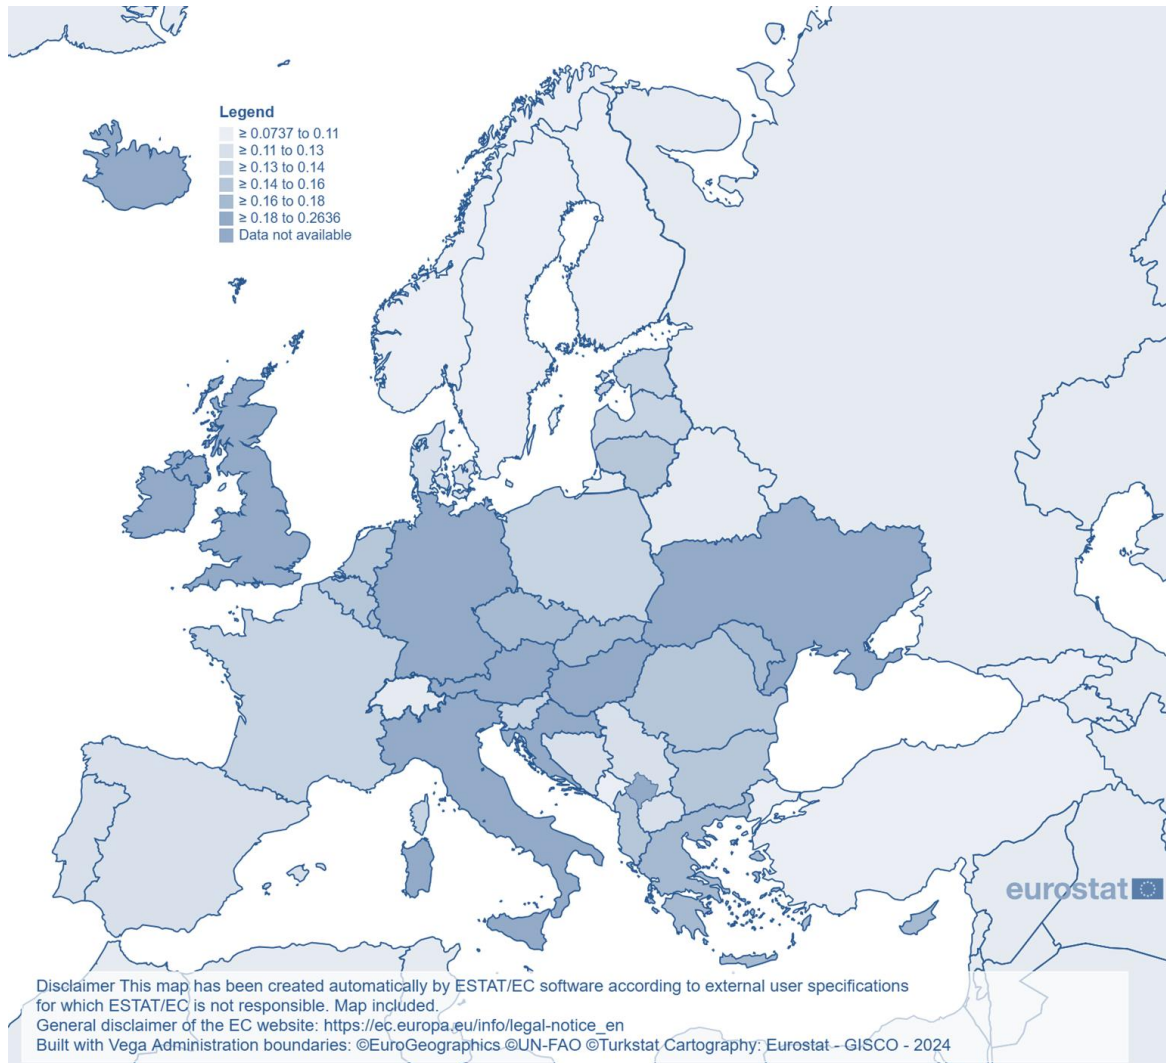 Legend
≥ 0.0737 to 0.11
≥ 0.11 to 0.13
≥ 0.13 to 0.14
≥ 0.14 to 0.16
≥ 0.16 to 0.18
≥ 0.18 to 0.2636
Data not available
eurostat
Disclaimer This map has been created automatically by ESTAT/EC software according to external user specifications
for which ESTAT/EC is not responsible. Map included.
General disclaimer of the EC website: https://ec.europa.eu/info/legal-notice_en
Built with Vega Administration boundaries: ©EuroGeographics ©UN-FAO ©Turkstat Cartography: Eurostat - GISCO - 2024